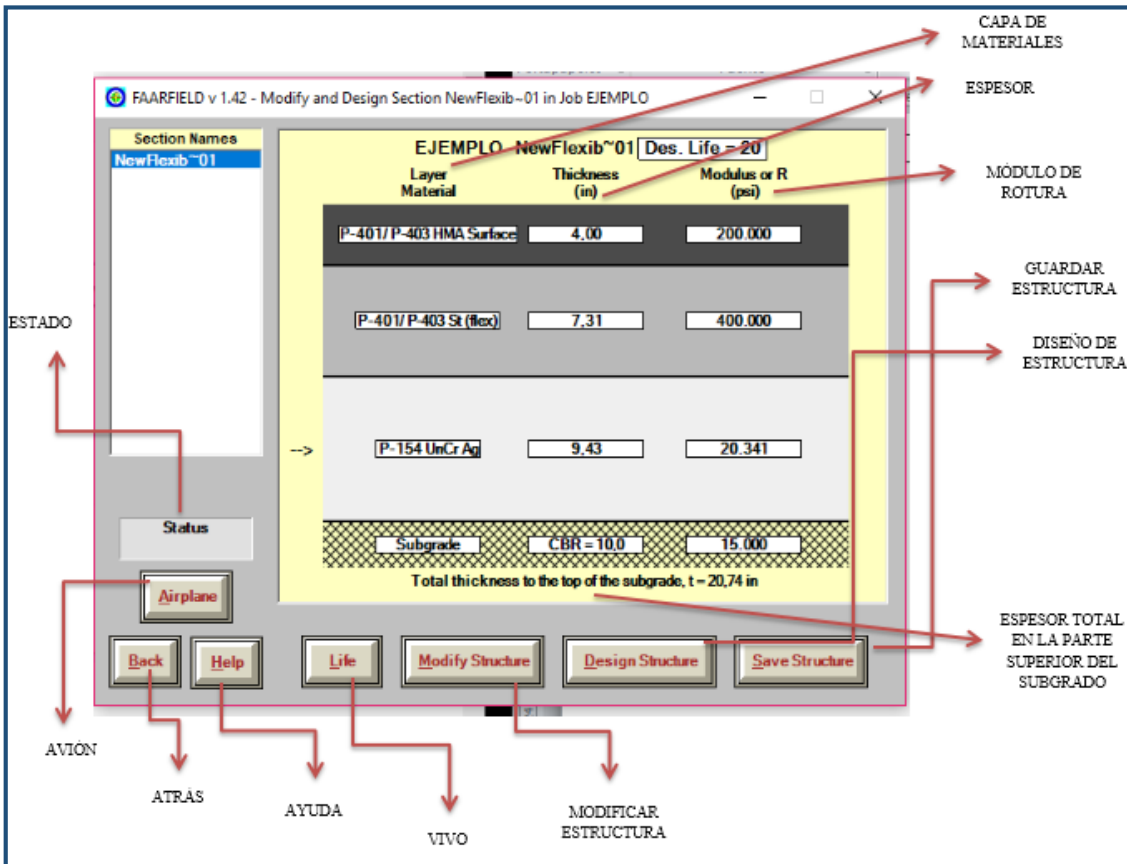 CAPA DE
MATERIALES
ESPESOR
MÓDULO DE
ROTURA
GUARDAR
ESTRUCTURA
DISEÑO DE
ESTRUCTURA
ESPESOR TOTAL
EN LA PARTE
SUPERIOR DEL
SUBGRADO
ESTADO
FAARFIELD v 1.42 - Modify and Design Section NewFlexib~01 in Job EJEMPLO
Section Names
NewFlexib~01
EJEMPLO NewFlexib~01 Des. Life = 20
Layer Material Thickness (in) Modulus or R (psi)
P-401/ P-403 HMA Surface 4,00 200.000
P-401/ P-403 St (flex) 7,31 400.000
--> P-154 UnCr Ag 9,43 20.341
Subgrade CBR = 10,0 15.000
Total thickness to the top of the subgrade, t = 20,74 in
Status
Airplane
Back Help Life Modify Structure Design Structure Save Structure
AVIÓN
ATRÁS
AYUDA
VIVO
MODIFICAR
ESTRUCTURA